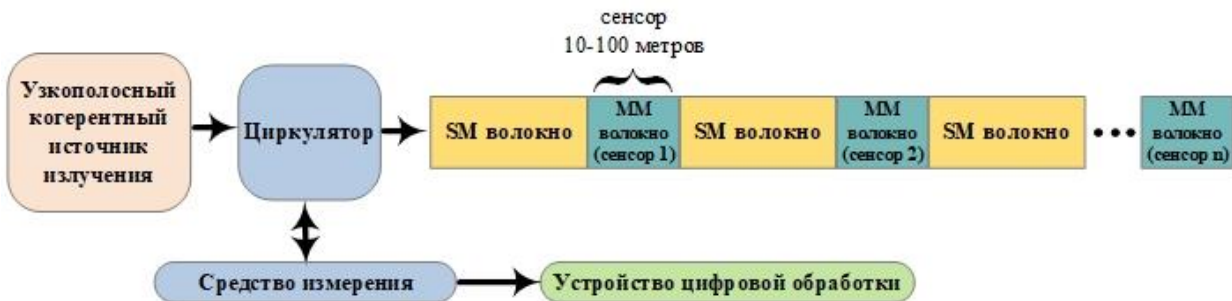 сенсор
10-100 метров
Узкополосный
когерентный
источник
излучения
Циркулятор
SM волокно
MM
волокно
(сенсор 1)
SM волокно
MM
волокно
(сенсор 2)
SM волокно
MM
волокно
(сенсор n)
Средство измерения
Устройство цифровой обработки